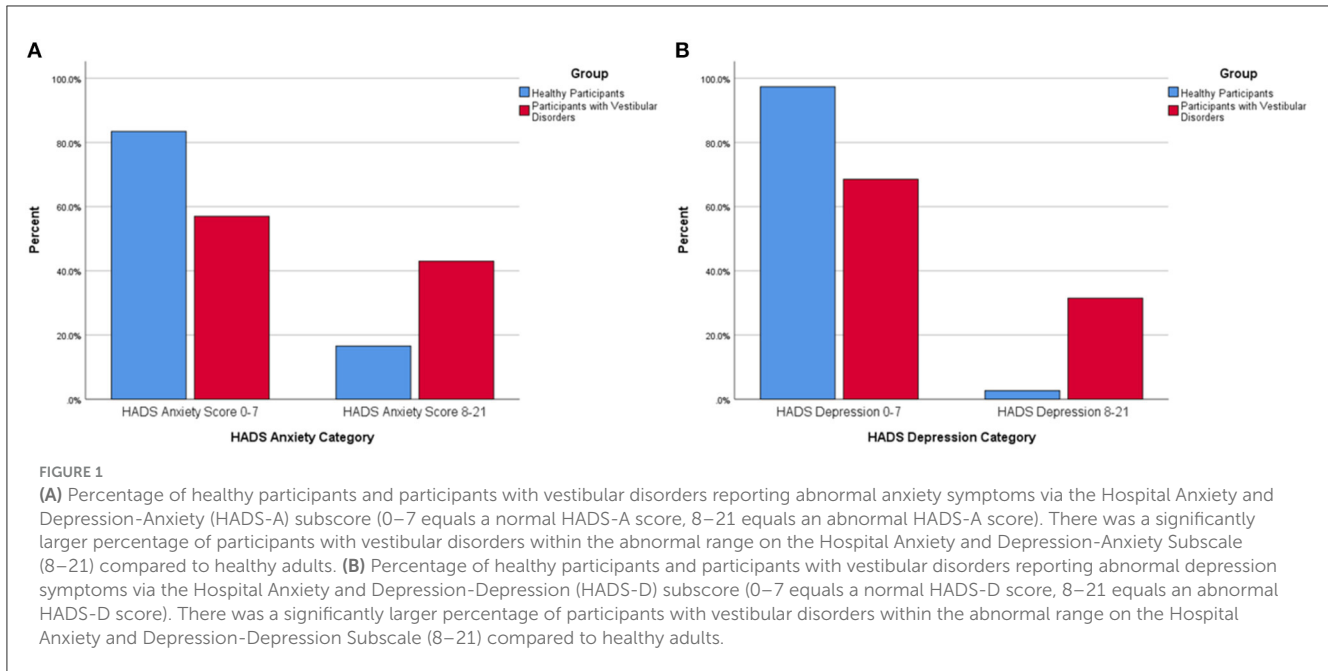 A
Group
Healthy Participants
Participants with Vestibular
Disorders
100.0%
80.0%
60.0%
40.0%
20.0%
.0%
Percent
HADS Anxiety Score 0-7
HADS Anxiety Score 8-21
HADS Anxiety Category
B
Group
Healthy Participants
Participants with Vestibular
Disorders
100.0%
80.0%
60.0%
40.0%
20.0%
.0%
Percent
HADS Depression 0-7
HADS Depression 8-21
HADS Depression Category
FIGURE 1
(A) Percentage of healthy participants and participants with vestibular disorders reporting abnormal anxiety symptoms via the Hospital Anxiety and
Depression-Anxiety (HADS-A) subscore (0–7 equals a normal HADS-A score, 8–21 equals an abnormal HADS-A score). There was a significantly
larger percentage of participants with vestibular disorders within the abnormal range on the Hospital Anxiety and Depression-Anxiety Subscale
(8–21) compared to healthy adults. (B) Percentage of healthy participants and participants with vestibular disorders reporting abnormal depression
symptoms via the Hospital Anxiety and Depression-Depression (HADS-D) subscore (0–7 equals a normal HADS-D score, 8–21 equals an abnormal
HADS-D score). There was a significantly larger percentage of participants with vestibular disorders within the abnormal range on the Hospital
Anxiety and Depression-Depression Subscale (8–21) compared to healthy adults.